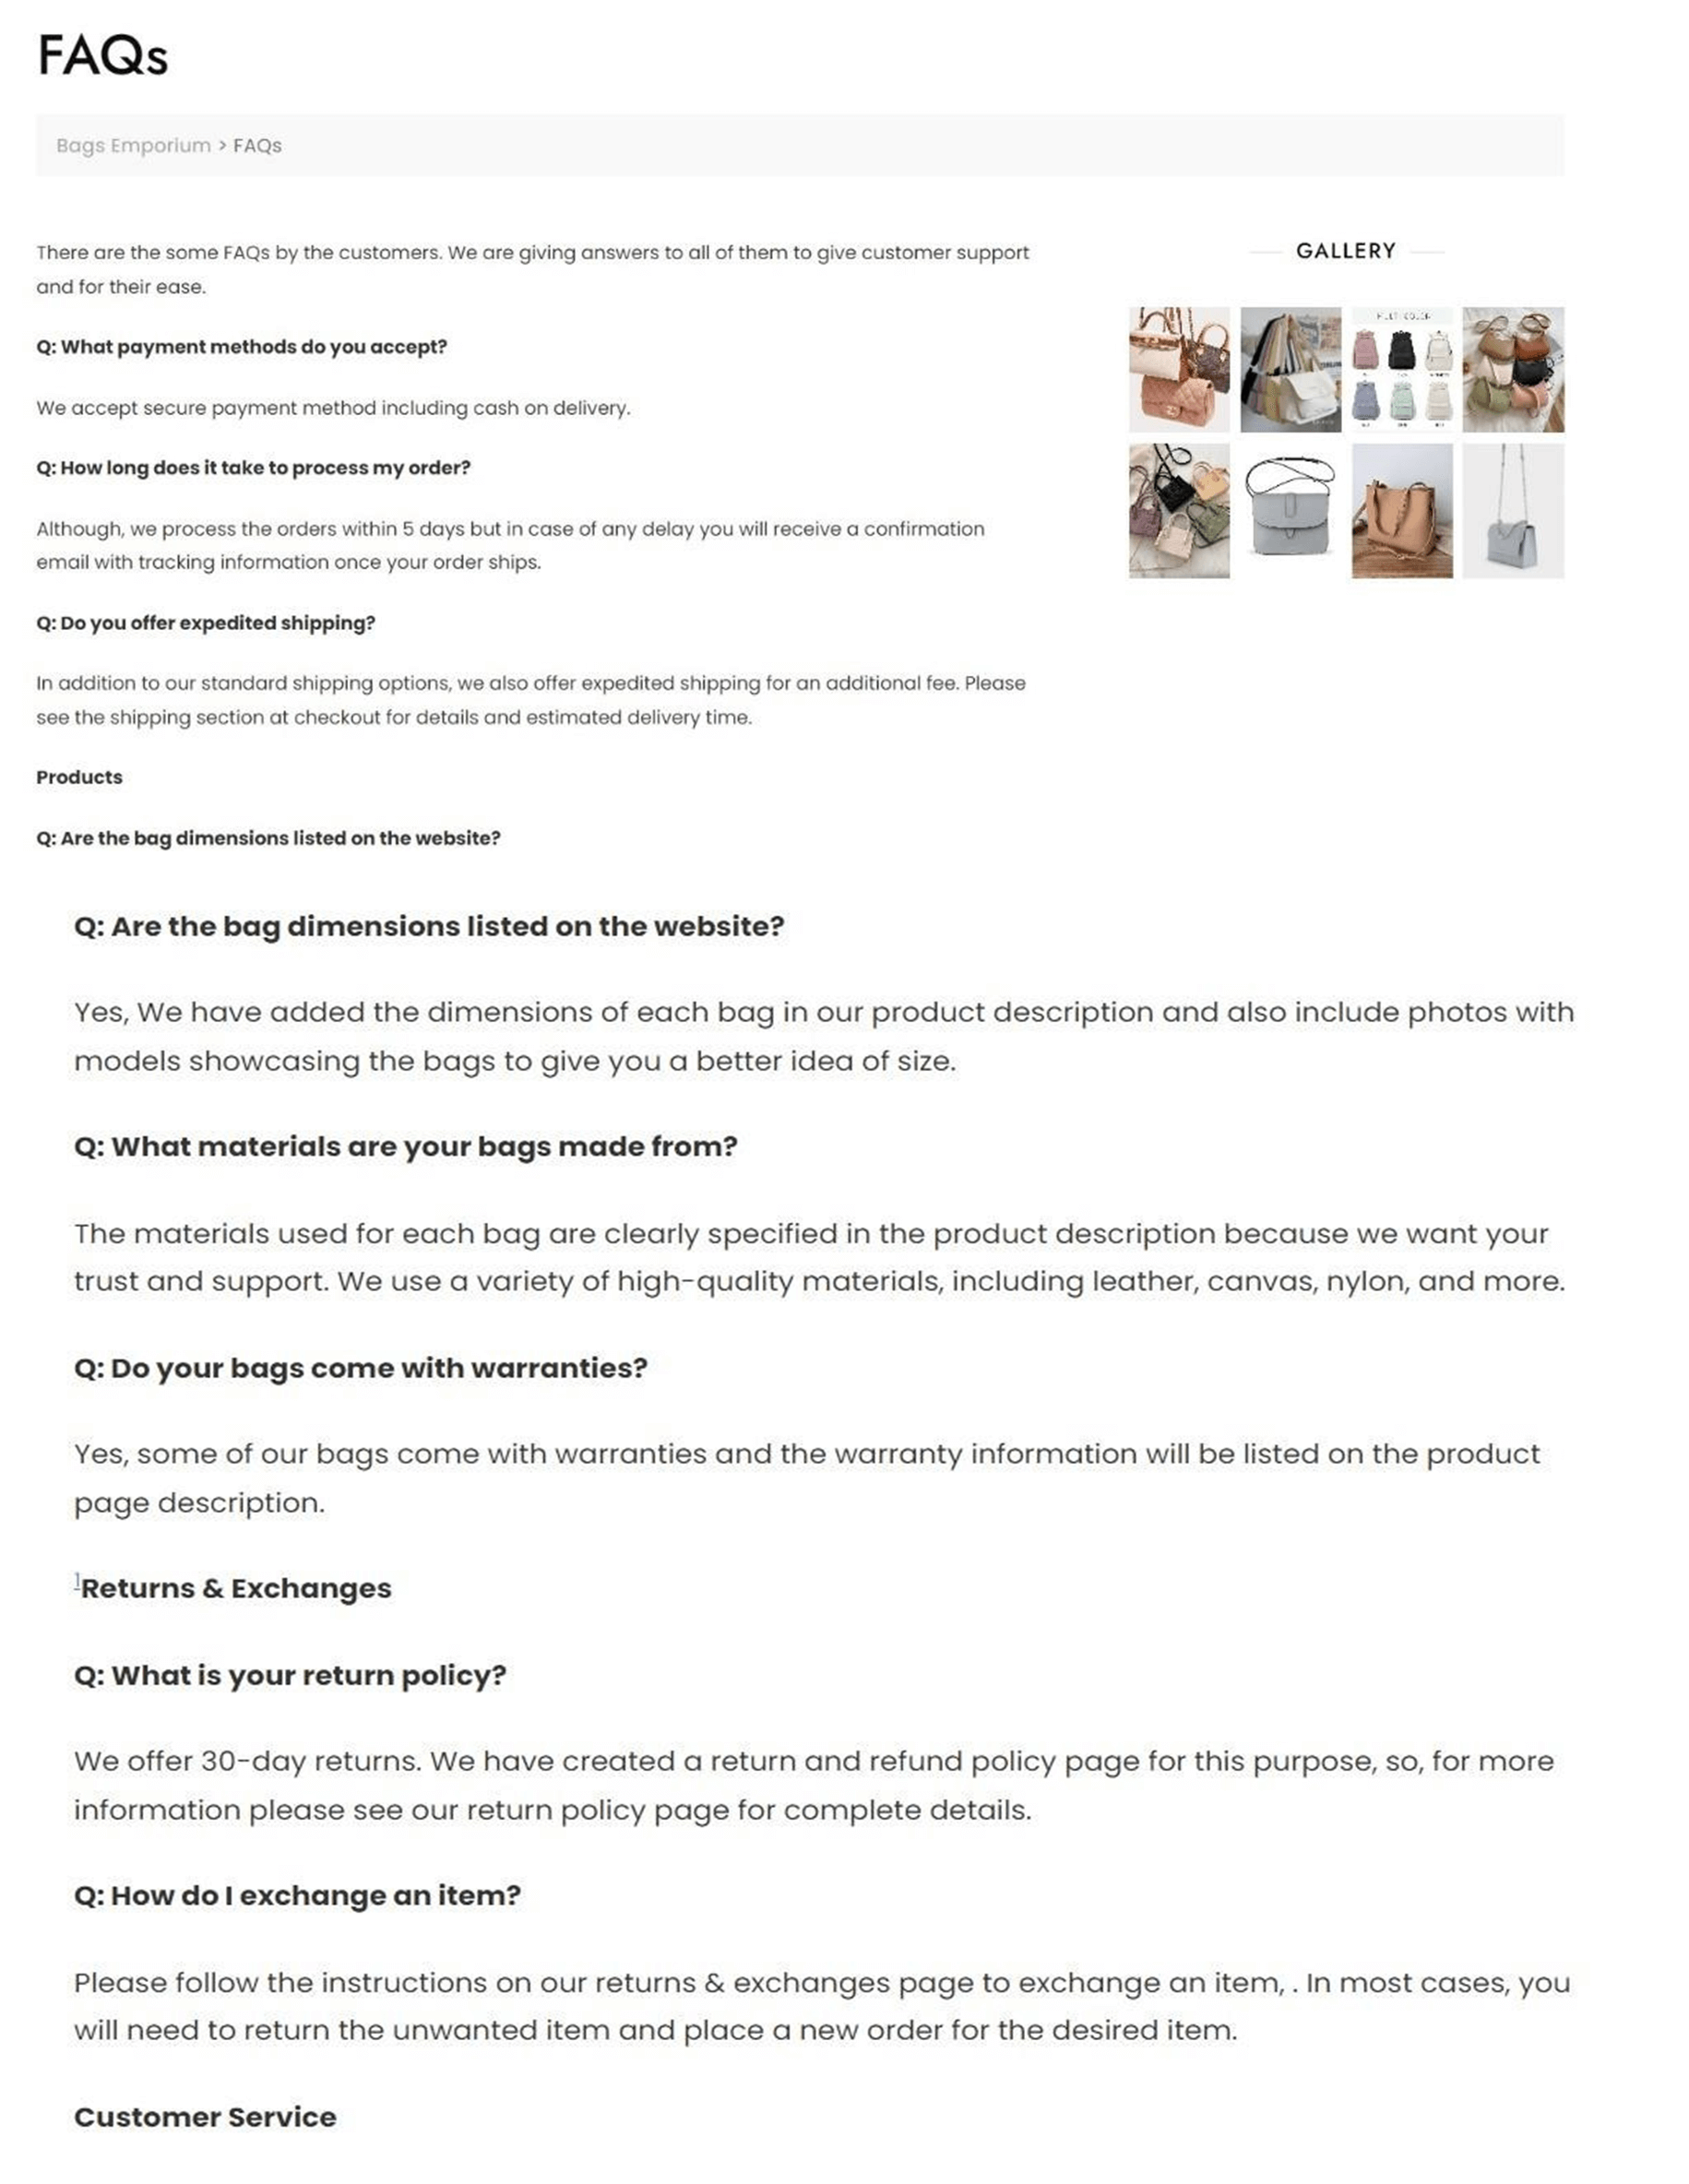 FAQs
Bags Emporium > FAQs
There are the some FAQs by the customers. We are giving answers to all of them to give customer support
and for their ease.
Q: What payment methods do you accept?
We accept secure payment method including cash on delivery.
Q: How long does it take to process my order?
Although, we process the orders within 5 days but in case of any delay you will receive a confirmation
email with tracking information once your order ships.
Q: Do you offer expedited shipping?
In addition to our standard shipping options, we also offer expedited shipping for an additional fee. Please
see the shipping section at checkout for details and estimated delivery time.
Products
Q: Are the bag dimensions listed on the website?
GALLERY
Q: Are the bag dimensions listed on the website?
Yes, We have added the dimensions of each bag in our product description and also include photos with
models showcasing the bags to give you a better idea of size.
Q: What materials are your bags made from?
The materials used for each bag are clearly specified in the product description because we want your
trust and support. We use a variety of high-quality materials, including leather, canvas, nylon, and more.
Q: Do your bags come with warranties?
Yes, some of our bags come with warranties and the warranty information will be listed on the product
page description.
1Returns & Exchanges
Q: What is your return policy?
We offer 30-day returns. We have created a return and refund policy page for this purpose, so, for more
information please see our return policy page for complete details.
Q: How do I exchange an item?
Please follow the instructions on our returns & exchanges page to exchange an item, . In most cases, you
will need to return the unwanted item and place a new order for the desired item.
Customer Service